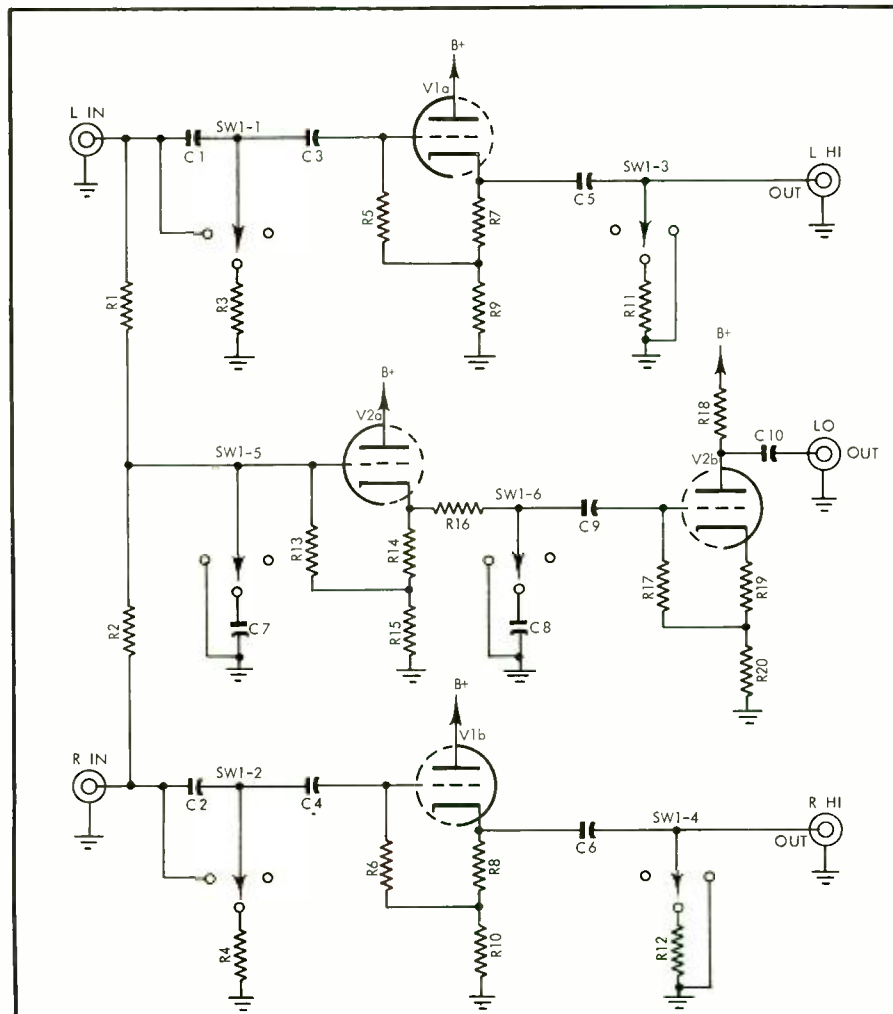 B+
V1a
L IN
SW1-1
C1
C3
SW1-3
L HI
OUT
C5
R5
R7
R1
R3
R9
R11
B+
B+
R18
V2a
C10
LO
OUT
SW1-5
V2b
SW1-6
R16
C9
R13
R14
R17
R19
C7
C8
R15
R2
R20
B+
V1b
R IN
SW1-2
R HI
C2
C4
SW1-4
OUT
C6
R6
R8
R4
R10
R12